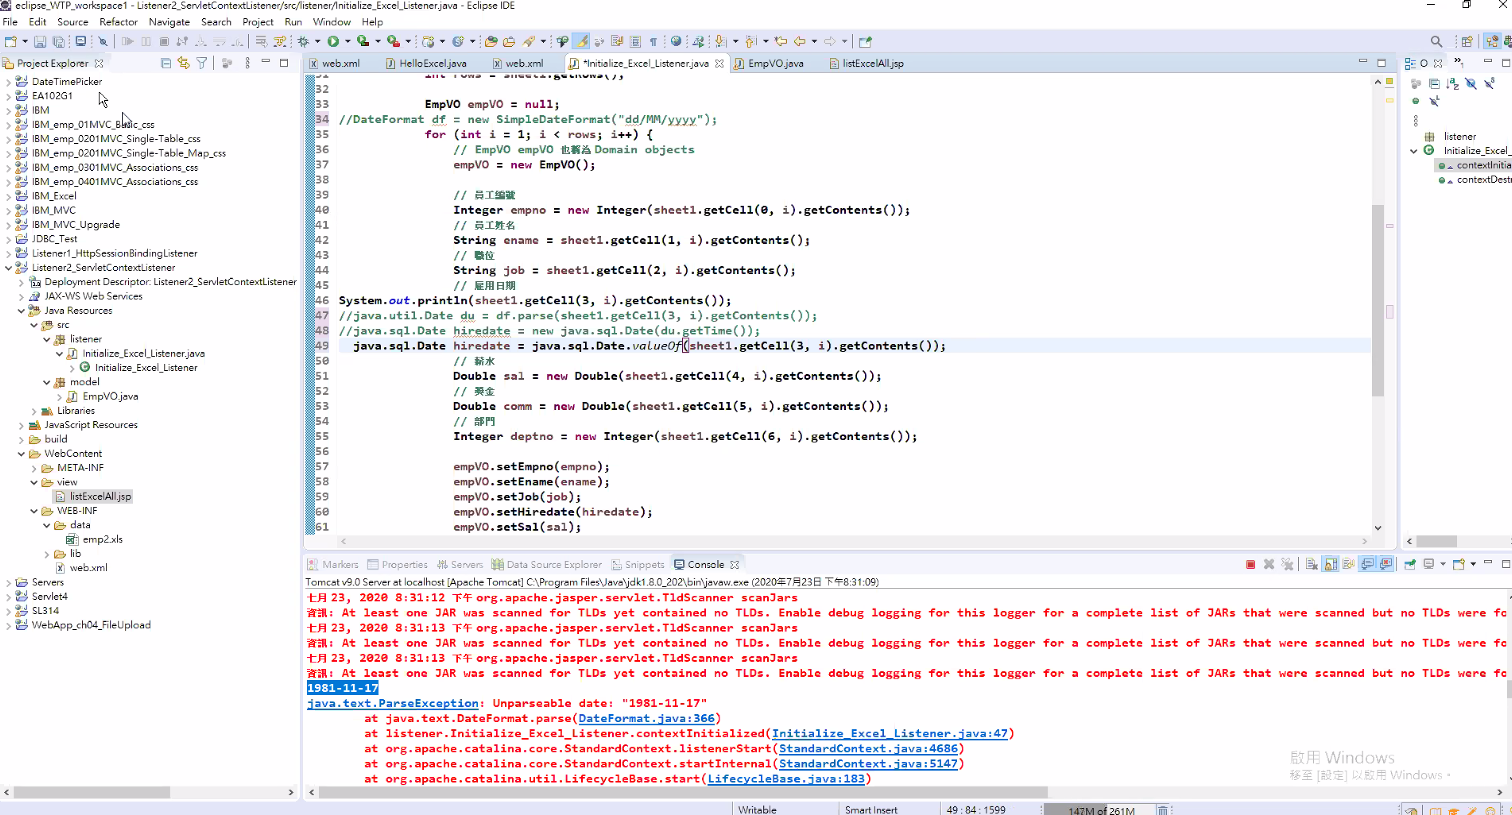 eclipse_WTP_workspace1 - Listener2_ServletContextListener/src/listener/Initialize_Excel_Listener.java - Eclipse IDE
File Edit Source Refactor Navigate Search Project Run Window Help
Project Explorer
DateTimePicker
EA102G1
IBM
IBM_emp_01MVC_Basic_css
IBM_emp_0201MVC_Single-Table_css
IBM_emp_0201MVC_Single-Table_Map_css
IBM_emp_0301MVC_Associations_css
IBM_emp_0401MVC_Associations_css
IBM_Excel
IBM_MVC
IBM_MVC_Upgrade
JDBC_Test
Listener1_HttpSessionBindingListener
Listener2_ServletContextListener
Deployment Descriptor: Listener2_ServletContextListener
JAX-WS Web Services
Java Resources
src
listener
Initialize_Excel_Listener.java
Initialize_Excel_Listener
model
EmpVO.java
Libraries
JavaScript Resources
build
WebContent
META-INF
view
listExcelAll.jsp
WEB-INF
data
emp2.xls
lib
web.xml
Servers
Servlet4
SL314
WebApp_ch04_FileUpload
web.xml HelloExcel.java web.xml *Initialize_Excel_Listener.java EmpVO.java listExcelAll.jsp
31 int rows = sheet1.getRows();
32
33 EmpVO empVO = null;
34 //DateFormat df = new SimpleDateFormat("dd/MM/yyyy");
35 for (int i = 1; i < rows; i++) {
36 // EmpVO empVO 也稱為 Domain objects
37 empVO = new EmpVO();
38
39 // 員工編號
40 Integer empno = new Integer(sheet1.getCell(0, i).getContents());
41 // 員工姓名
42 String ename = sheet1.getCell(1, i).getContents();
43 // 職位
44 String job = sheet1.getCell(2, i).getContents();
45 // 雇用日期
46 System.out.println(sheet1.getCell(3, i).getContents());
47 //java.util.Date du = df.parse(sheet1.getCell(3, i).getContents());
48 //java.sql.Date hiredate = new java.sql.Date(du.getTime());
49 java.sql.Date hiredate = java.sql.Date.valueOf(sheet1.getCell(3, i).getContents());
50 // 薪水
51 Double sal = new Double(sheet1.getCell(4, i).getContents());
52 // 獎金
53 Double comm = new Double(sheet1.getCell(5, i).getContents());
54 // 部門
55 Integer deptno = new Integer(sheet1.getCell(6, i).getContents());
56
57 empVO.setEmpno(empno);
58 empVO.setEname(ename);
59 empVO.setJob(job);
60 empVO.setHiredate(hiredate);
61 empVO.setSal(sal);
listener
Initialize_Excel_
contextInitia
contextDestr
Markers Properties Servers Data Source Explorer Snippets Console
Tomcat v9.0 Server at localhost [Apache Tomcat] C:\Program Files\Java\jdk1.8.0_202\bin\javaw.exe (2020年7月23日 下午8:31:09)
七月 23, 2020 8:31:12 下午 org.apache.jasper.servlet.TldScanner scanJars
資訊: At least one JAR was scanned for TLDs yet contained no TLDs. Enable debug logging for this logger for a complete list of JARs that were scanned but no TLDs were fo
七月 23, 2020 8:31:13 下午 org.apache.jasper.servlet.TldScanner scanJars
資訊: At least one JAR was scanned for TLDs yet contained no TLDs. Enable debug logging for this logger for a complete list of JARs that were scanned but no TLDs were fo
七月 23, 2020 8:31:13 下午 org.apache.jasper.servlet.TldScanner scanJars
資訊: At least one JAR was scanned for TLDs yet contained no TLDs. Enable debug logging for this logger for a complete list of JARs that were scanned but no TLDs were fo
1981-11-17
java.text.ParseException: Unparseable date: "1981-11-17"
at java.text.DateFormat.parse(DateFormat.java:366)
at listener.Initialize_Excel_Listener.contextInitialized(Initialize_Excel_Listener.java:47)
at org.apache.catalina.core.StandardContext.listenerStart(StandardContext.java:4686)
at org.apache.catalina.core.StandardContext.startInternal(StandardContext.java:5147)
at org.apache.catalina.util.LifecycleBase.start(LifecycleBase.java:183)
啟用 Windows
移至 [設定] 以啟用 Windows。
Writable Smart Insert 49 : 84 : 1599 147M of 261M